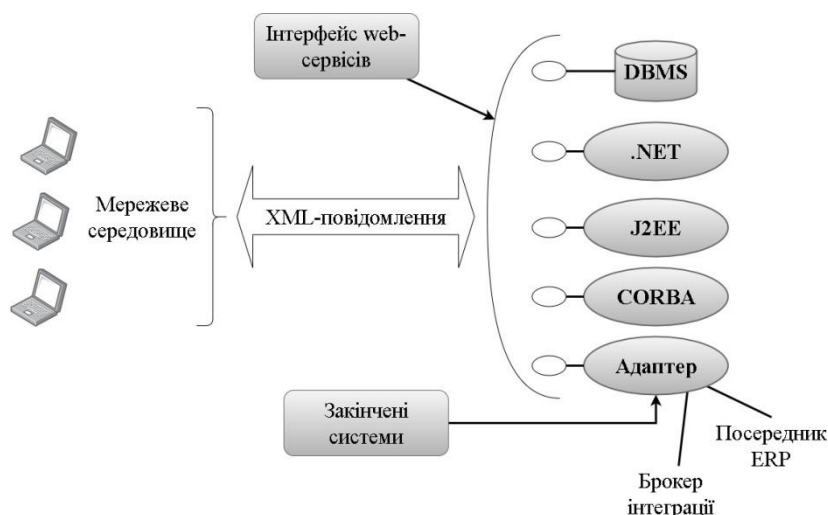 Інтерфейс web-
сервісів
DBMS
.NET
Мережеве
середовище
XML-повідомлення
J2EE
CORBA
Адаптер
Закінчені
системи
Посередник
ERP
Брокер
інтеграції